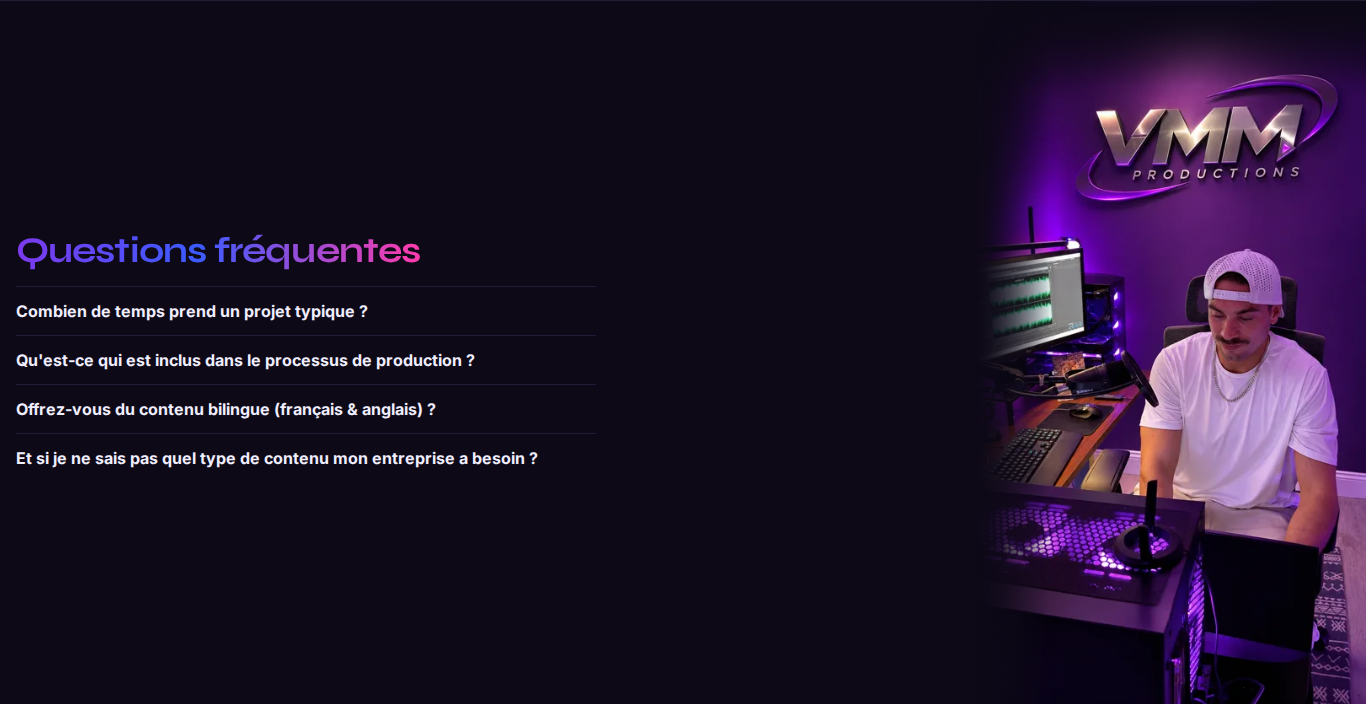 VMM
PRODUCTIONS
Questions fréquentes
Combien de temps prend un projet typique ?
Qu'est-ce qui est inclus dans le processus de production ?
Offrez-vous du contenu bilingue (français & anglais) ?
Et si je ne sais pas quel type de contenu mon entreprise a besoin ?